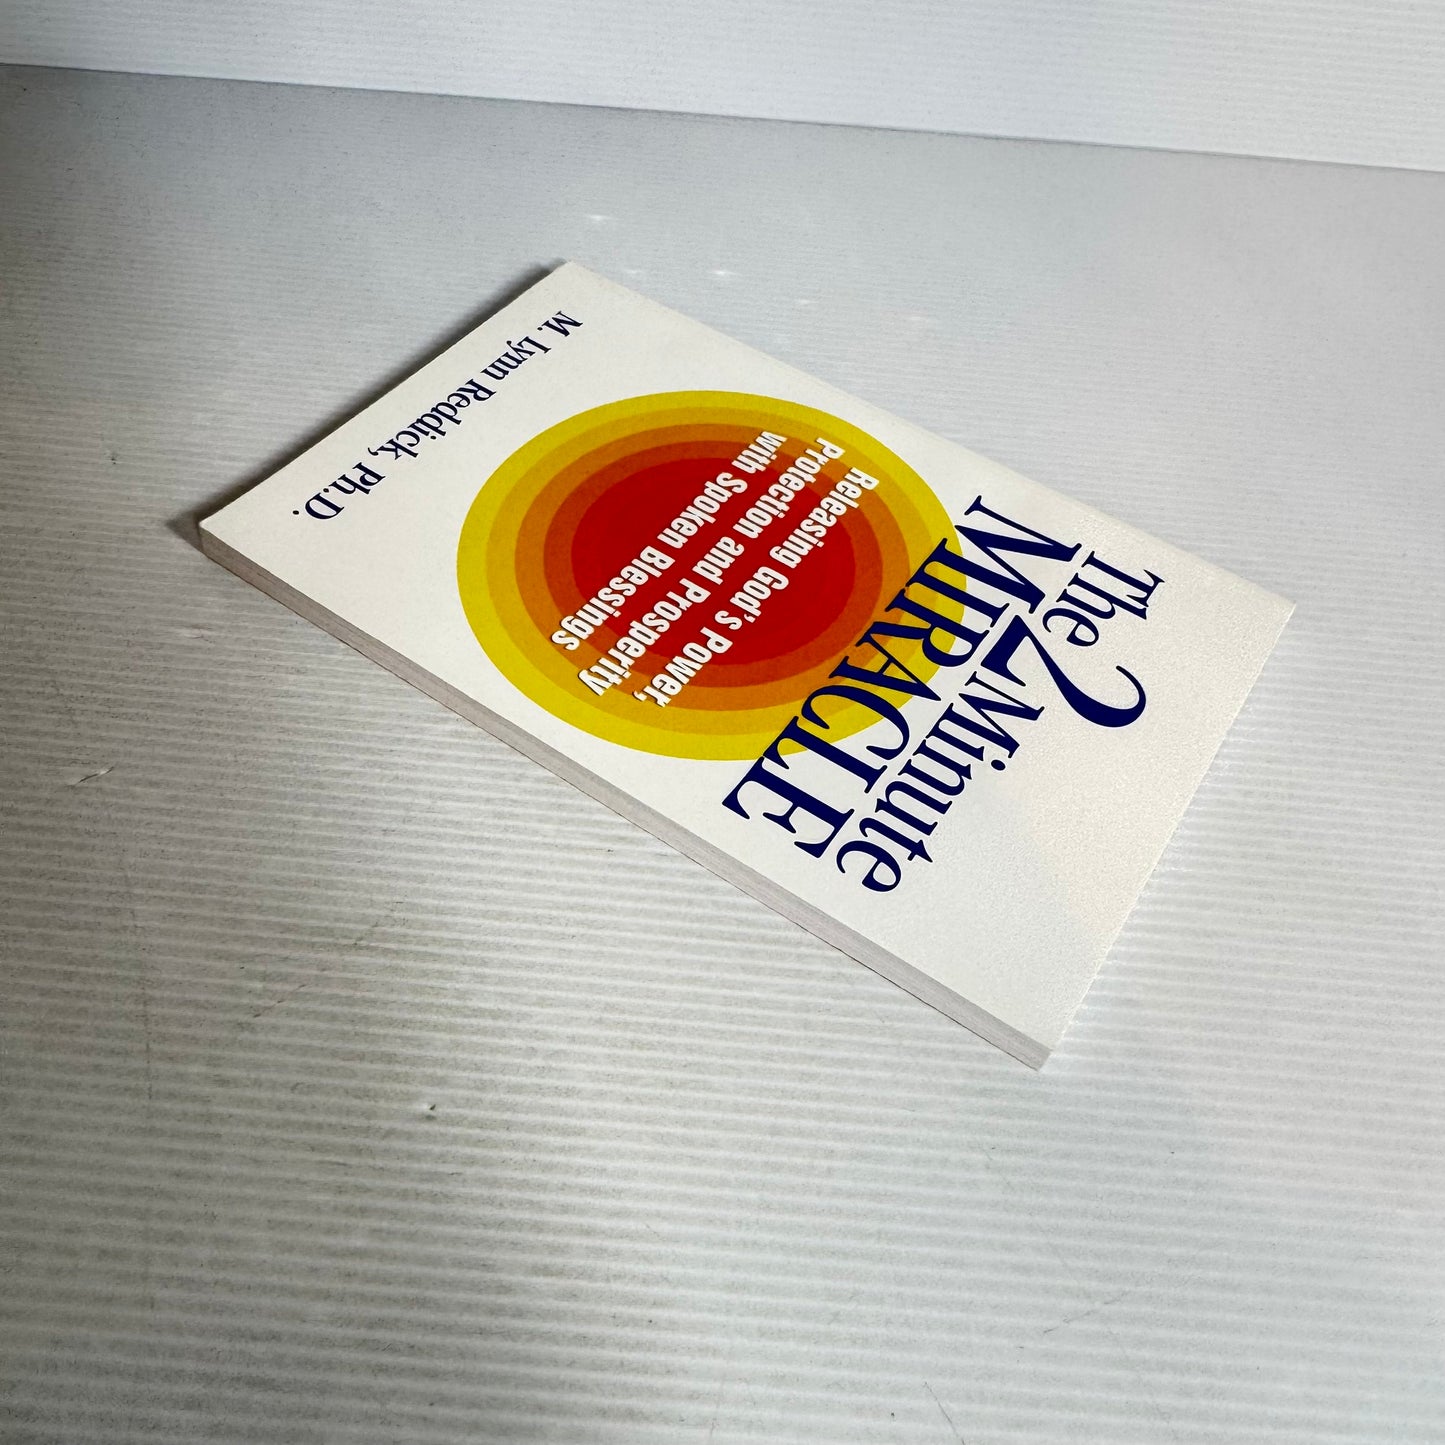 The 2 Minute
MIRACLE
Releasing God's Power,
Protection and Prosperity
with Spoken Blessings
M. Lynn Reddick, Ph.D.